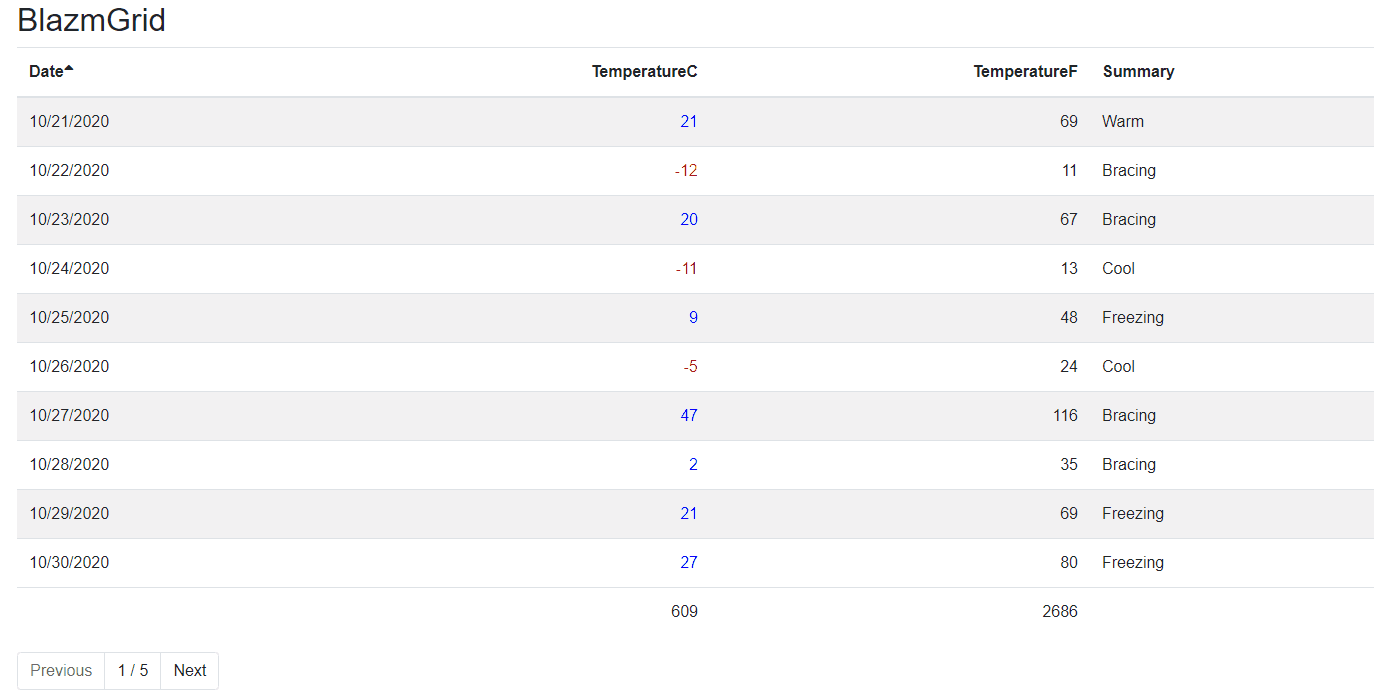 BlazmGrid
Date TemperatureC TemperatureF Summary
10/21/2020 21 69 Warm
10/22/2020 -12 11 Bracing
10/23/2020 20 67 Bracing
10/24/2020 -11 13 Cool
10/25/2020 9 48 Freezing
10/26/2020 -5 24 Cool
10/27/2020 47 116 Bracing
10/28/2020 2 35 Bracing
10/29/2020 21 69 Freezing
10/30/2020 27 80 Freezing
609 2686
Previous 1 / 5 Next